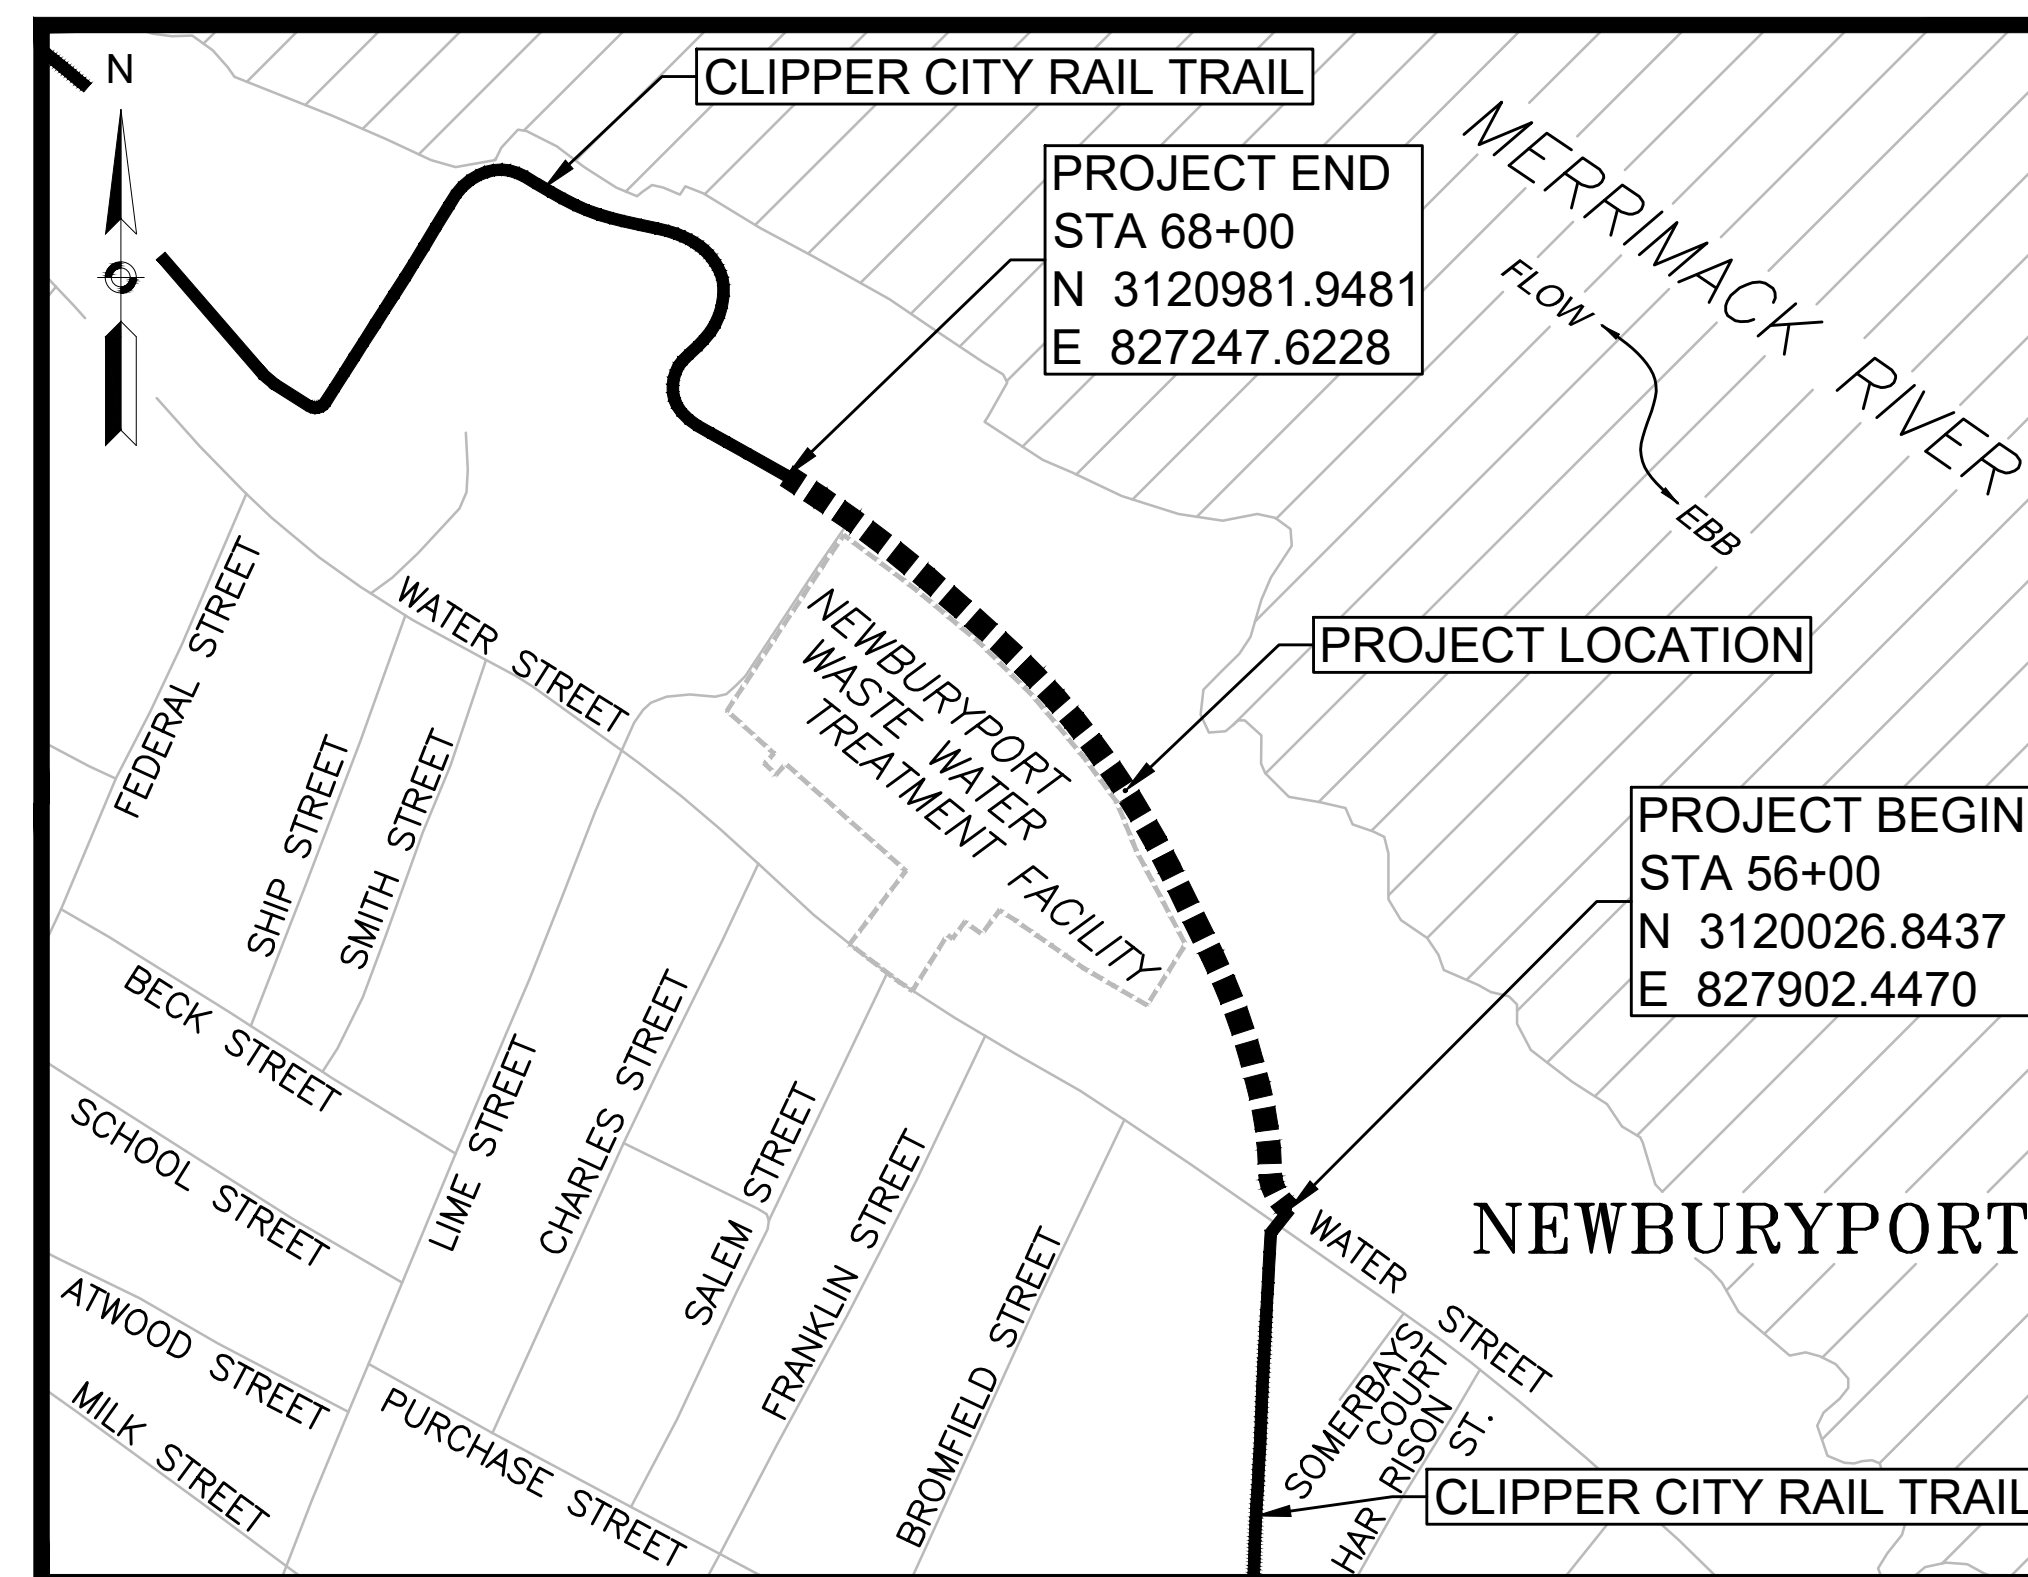 N
CLIPPER CITY RAIL TRAIL
PROJECT END
STA 68+00
N 3120981.9481
E 827247.6228
MERRIMACK RIVER
FLOW
EBB
PROJECT LOCATION
PROJECT BEGIN
STA 56+00
N 3120026.8437
E 827902.4470
NEWBURYPORT
WASTE WATER
TREATMENT FACILITY
WATER STREET
FEDERAL STREET
SHIP STREET
SMITH STREET
BECK STREET
SCHOOL STREET
ATWOOD STREET
MILK STREET
LIME STREET
CHARLES STREET
SALEM STREET
FRANKLIN STREET
BROMFIELD STREET
PURCHASE STREET
NEWBURYPORT
WATER STREET
SOMERBAYS
COURT
HAR RISON ST.
CLIPPER CITY RAIL TRAIL